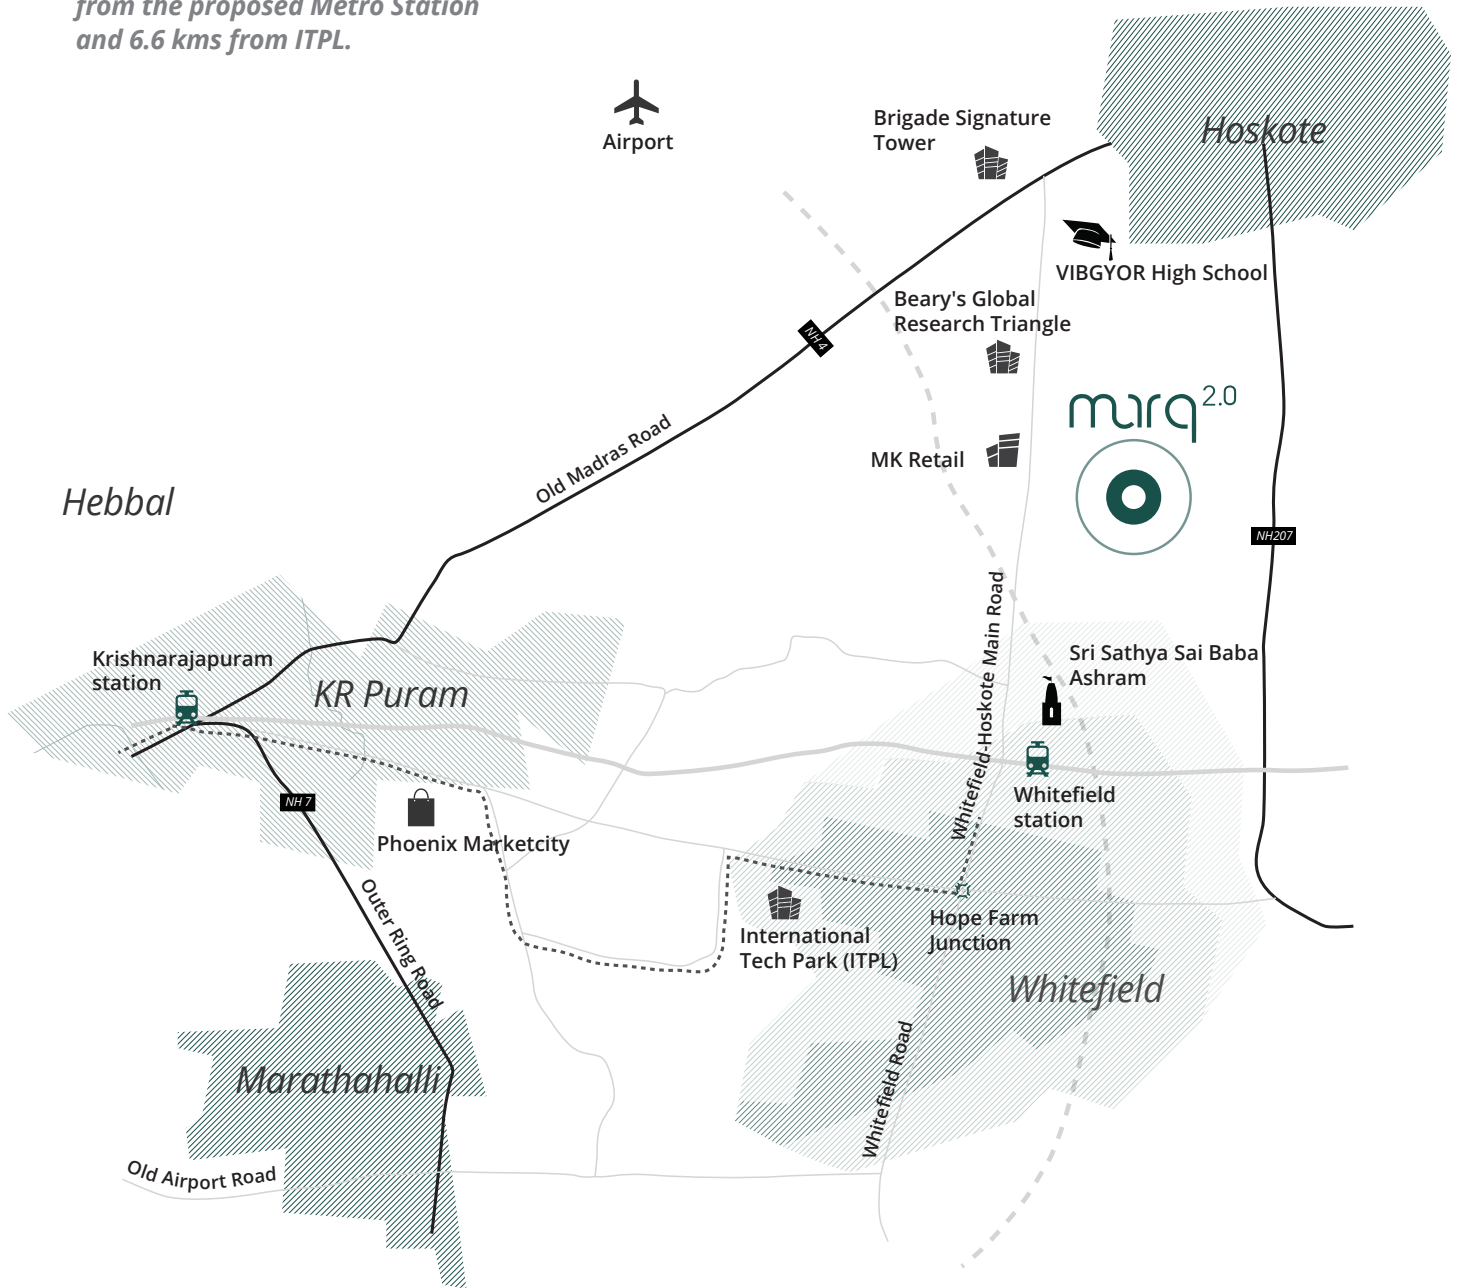 from the proposed Metro Station
and 6.6 kms from ITPL.
Airport
Brigade Signature
Tower
Hoskote
VIBGYOR High School
Beary's Global
Research Triangle
NH 4
marq 2.0
Old Madras Road
MK Retail
Hebbal
NH207
Whitefield-Hoskote Main Road
Krishnarajapuram
station
KR Puram
Sri Sathya Sai Baba
Ashram
Whitefield
station
NH 7
Phoenix Marketcity
Outer Ring Road
International
Tech Park (ITPL)
Hope Farm
Junction
Whitefield
Marathahalli
Whitefield Road
Old Airport Road